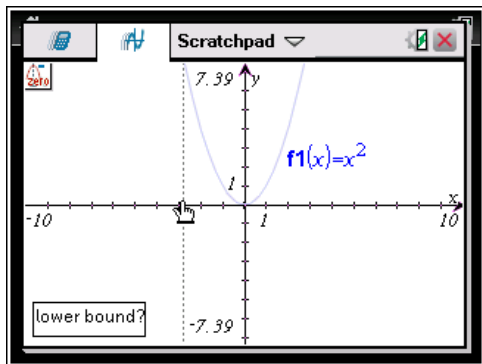 Scratchpad
zero
7.39 y
f1(x)=x²
1
x
-10 1 10
lower bound?
-7.39